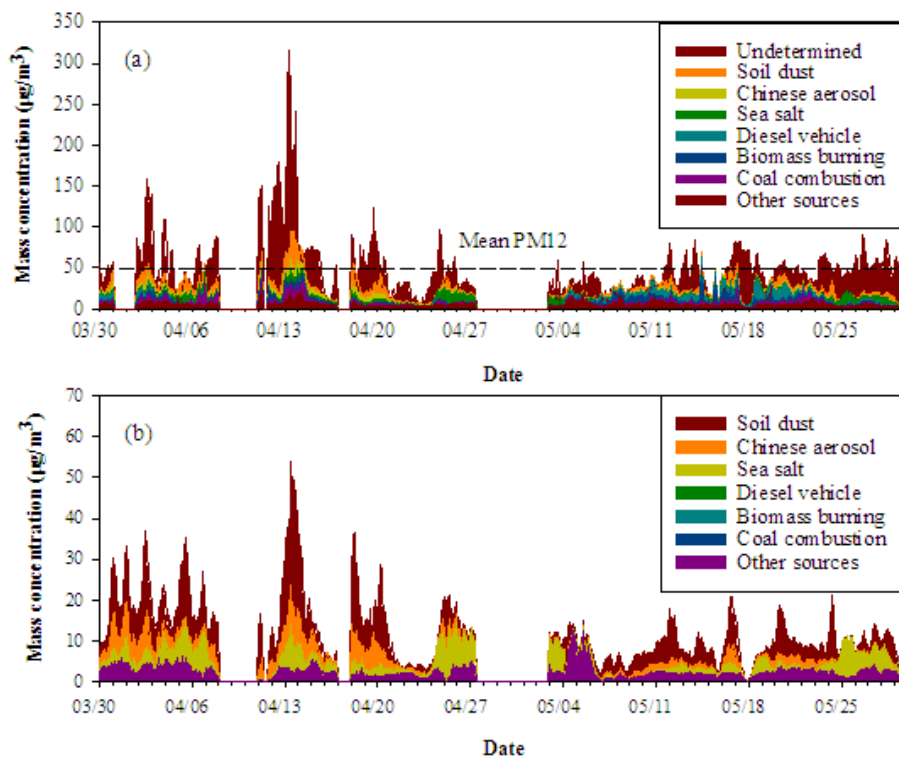 350
300
250
200
150
100
50
0
Mass concentration (µg/m³)
(a)
Undetermined
Soil dust
Chinese aerosol
Sea salt
Diesel vehicle
Biomass burning
Coal combustion
Other sources
Mean PM12
03/30 04/06 04/13 04/20 04/27 05/04 05/11 05/18 05/25
Date
70
60
50
40
30
20
10
0
Mass concentration (µg/m³)
(b)
Soil dust
Chinese aerosol
Sea salt
Diesel vehicle
Biomass burning
Coal combustion
Other sources
03/30 04/06 04/13 04/20 04/27 05/04 05/11 05/18 05/25
Date